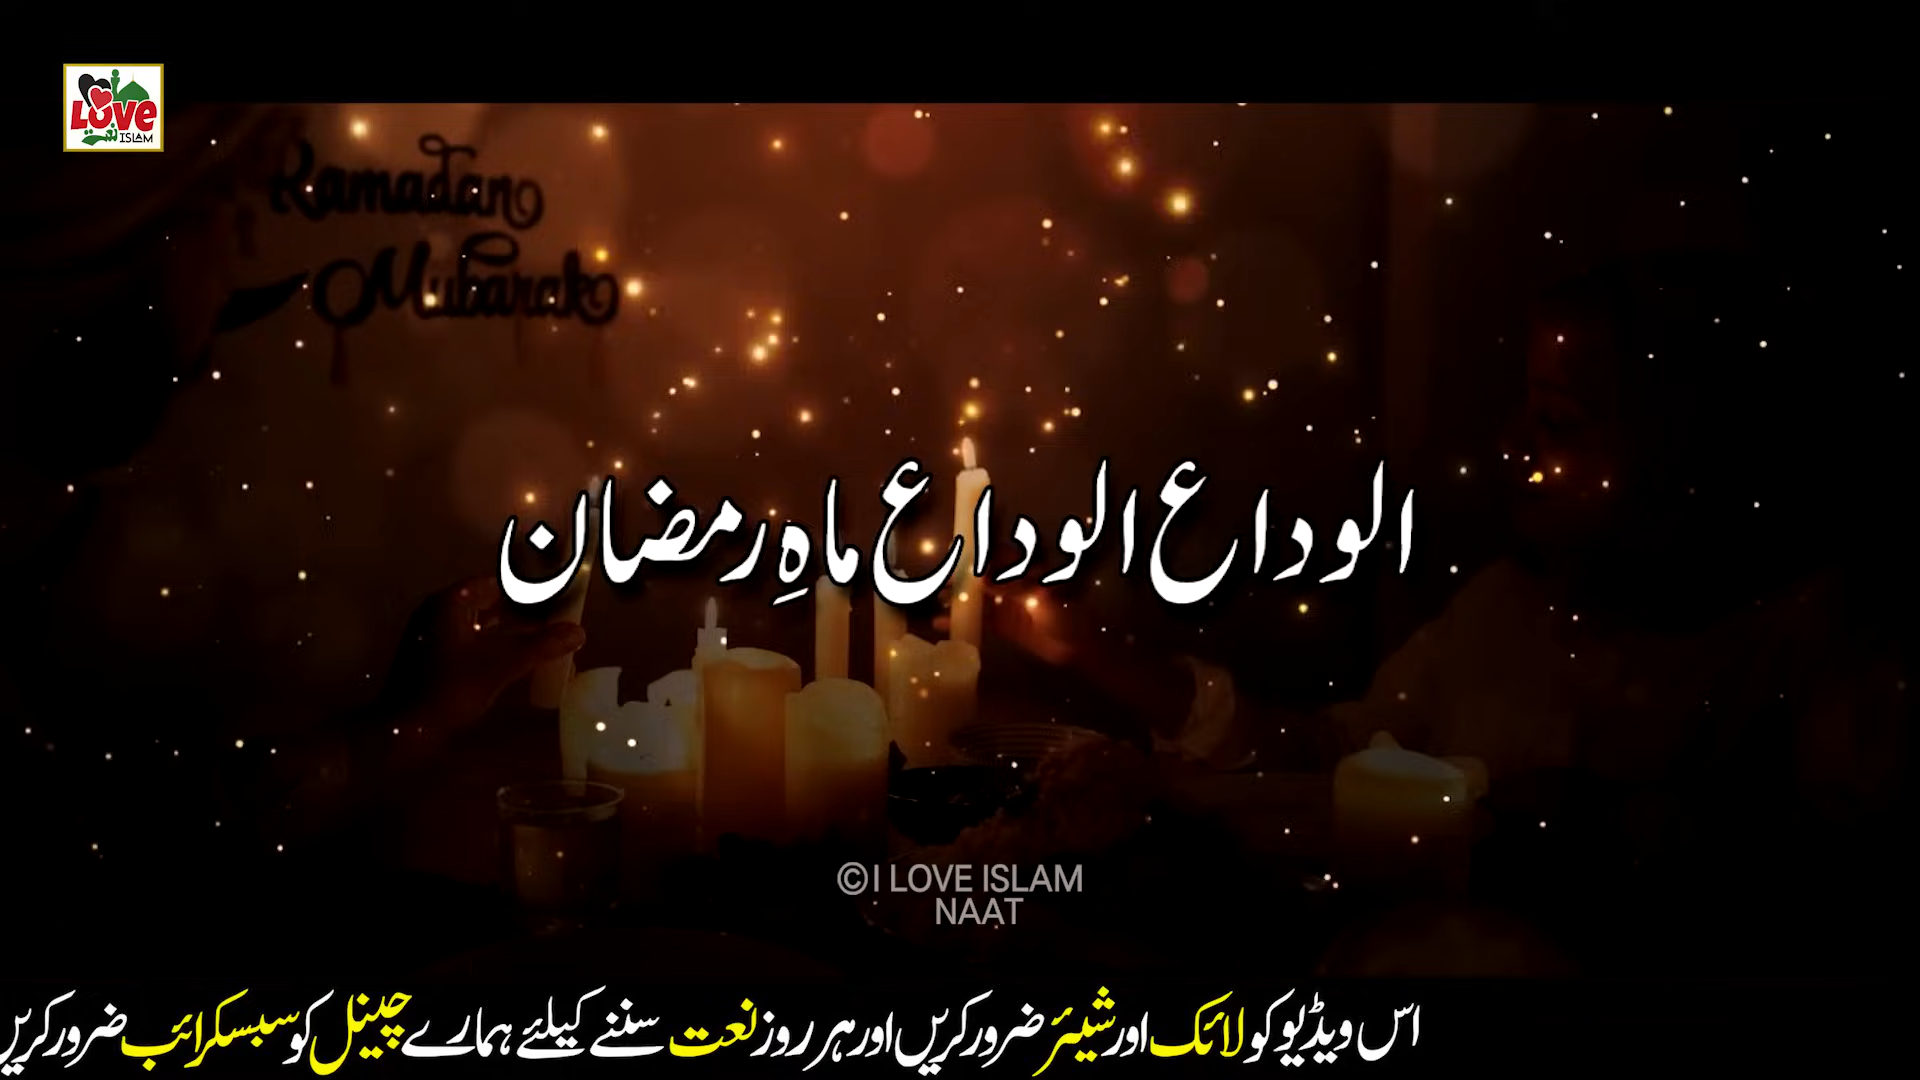 Love
نعت
ISLAM
Ramadan
Mubarak
الوداع الوداع ماہِ رمضان
©I LOVE ISLAM
NAAT
اس ویڈیو کو لائک اور شیئر ضرور کریں اور ہر روز نعت سننے کیلئے ہمارے چینل کو سبسکرائب ضرور کریں